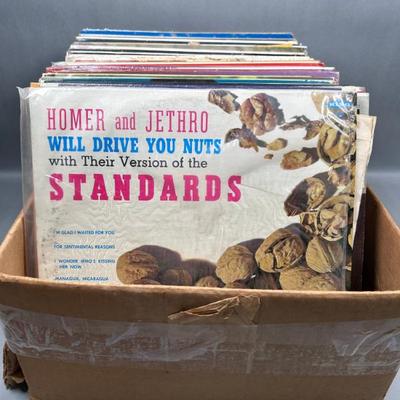 HOMER and JETHRO
KING
WILL DRIVE YOU NUTS
with Their Version of the
STANDARDS
I'M GLAD I WAITED FOR YOU
FOR SENTIMENTAL REASONS
I WONDER WHO'S KISSING
HER NOW
MANAGUA, NICARAGUA